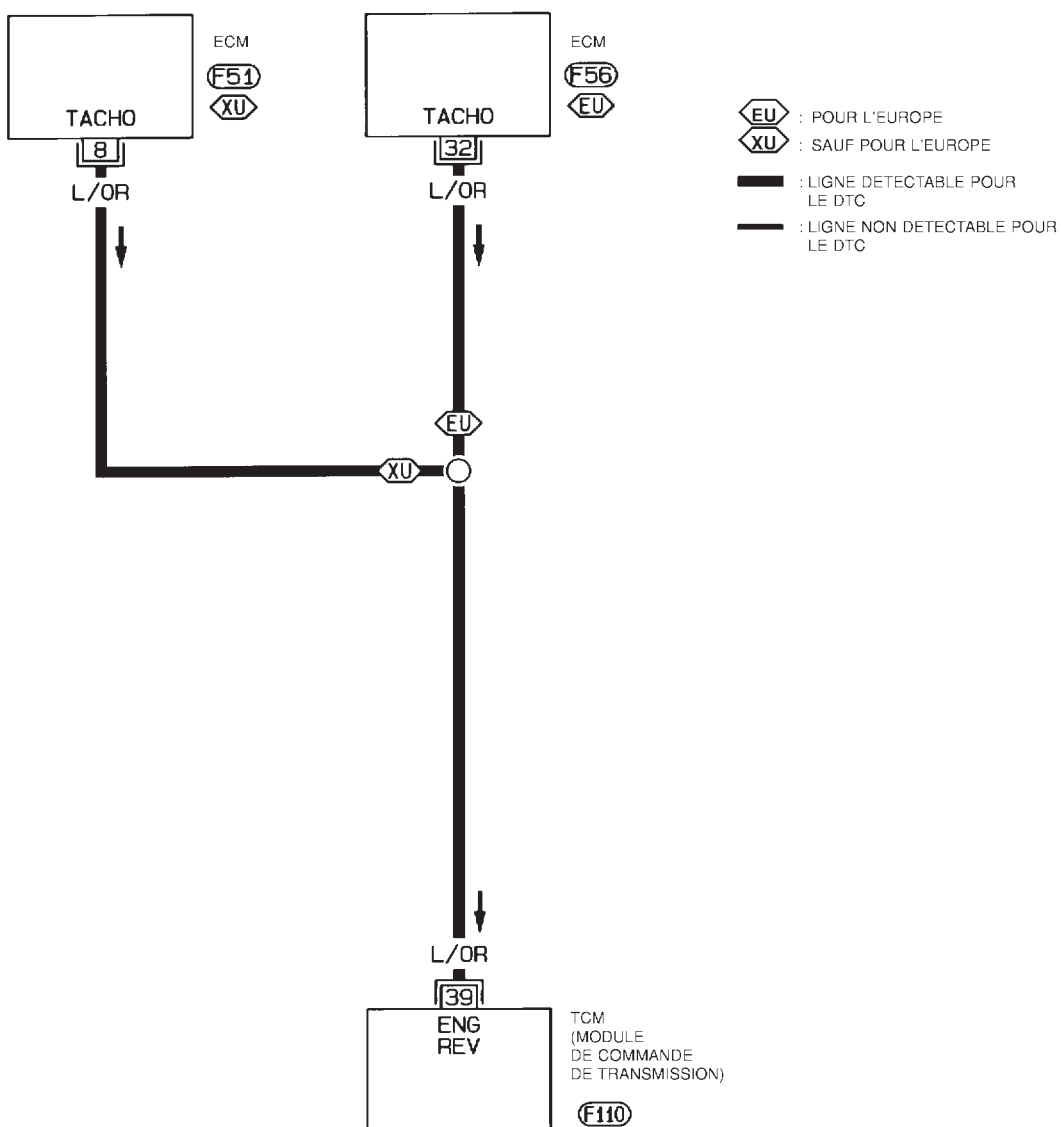 ECM
F51
XU
TACHO
8
L/OR
ECM
F56
EU
TACHO
32
L/OR
EU : POUR L'EUROPE
XU : SAUF POUR L'EUROPE
: LIGNE DETECTABLE POUR
LE DTC
: LIGNE NON DETECTABLE POUR
LE DTC
EU
XU
L/OR
39
ENG
REV
TCM
(MODULE
DE COMMANDE
DE TRANSMISSION)
F110